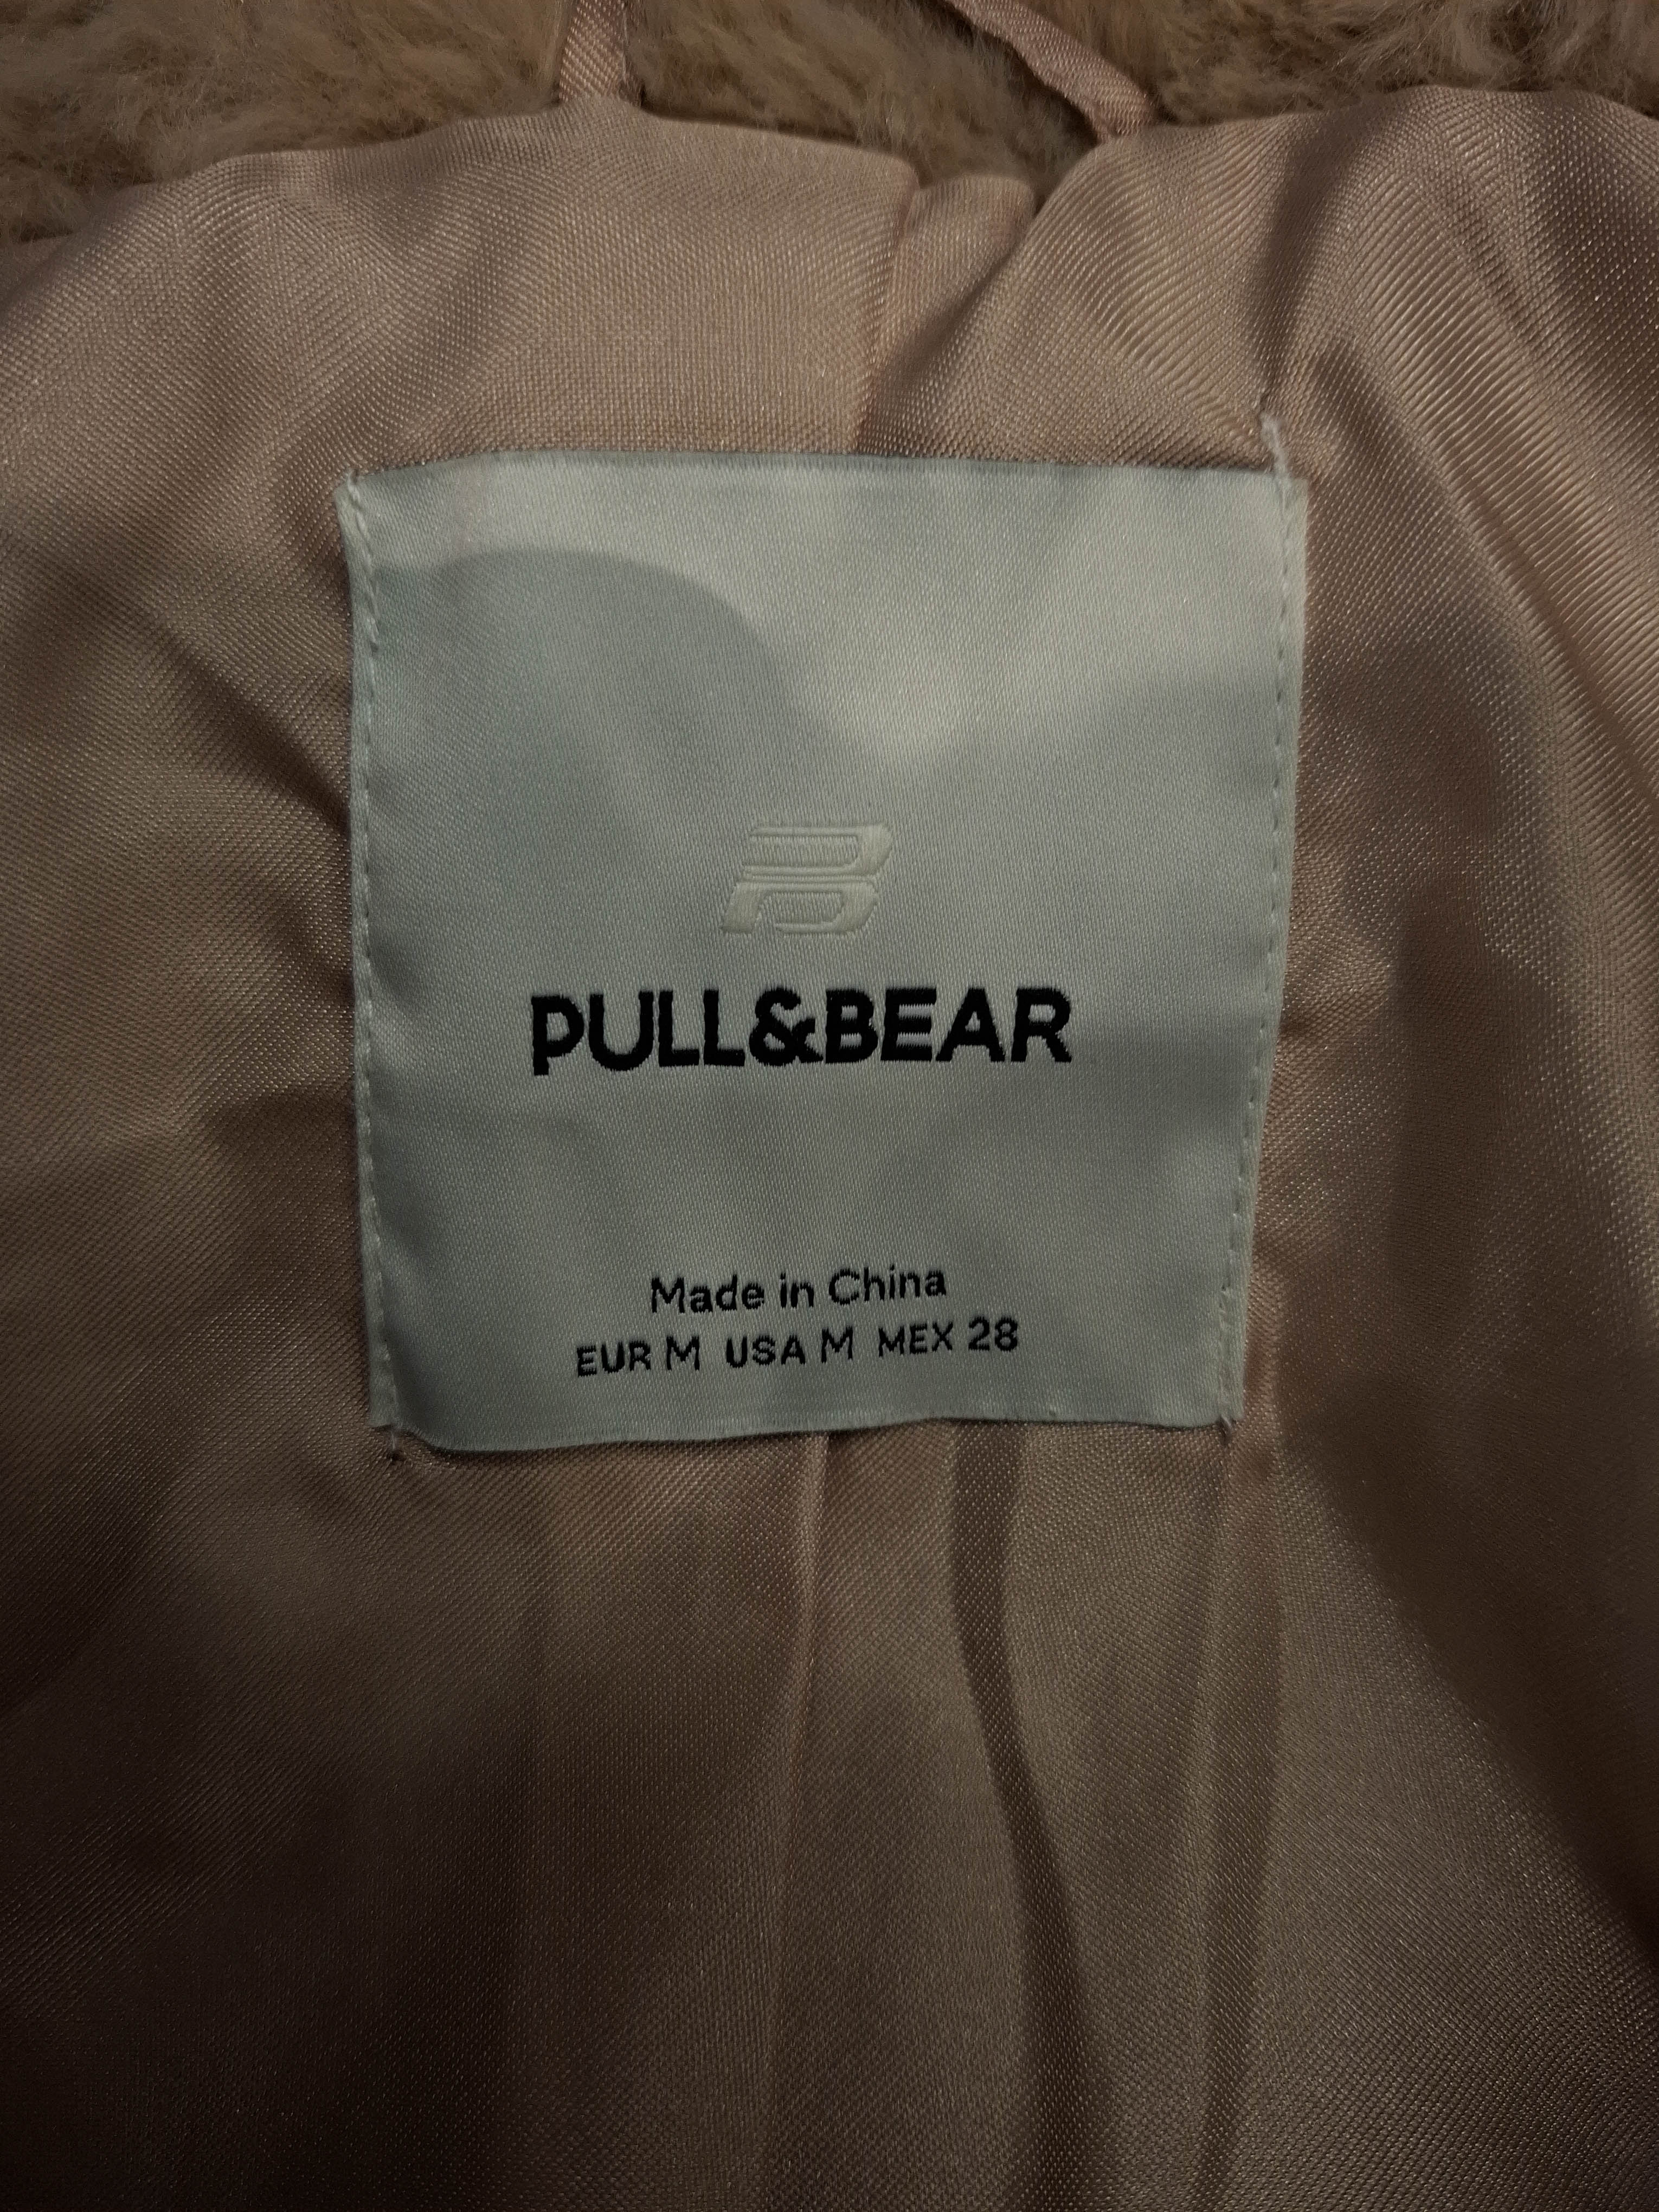 PULL&BEAR
Made in China
EUR M USA M MEX 28